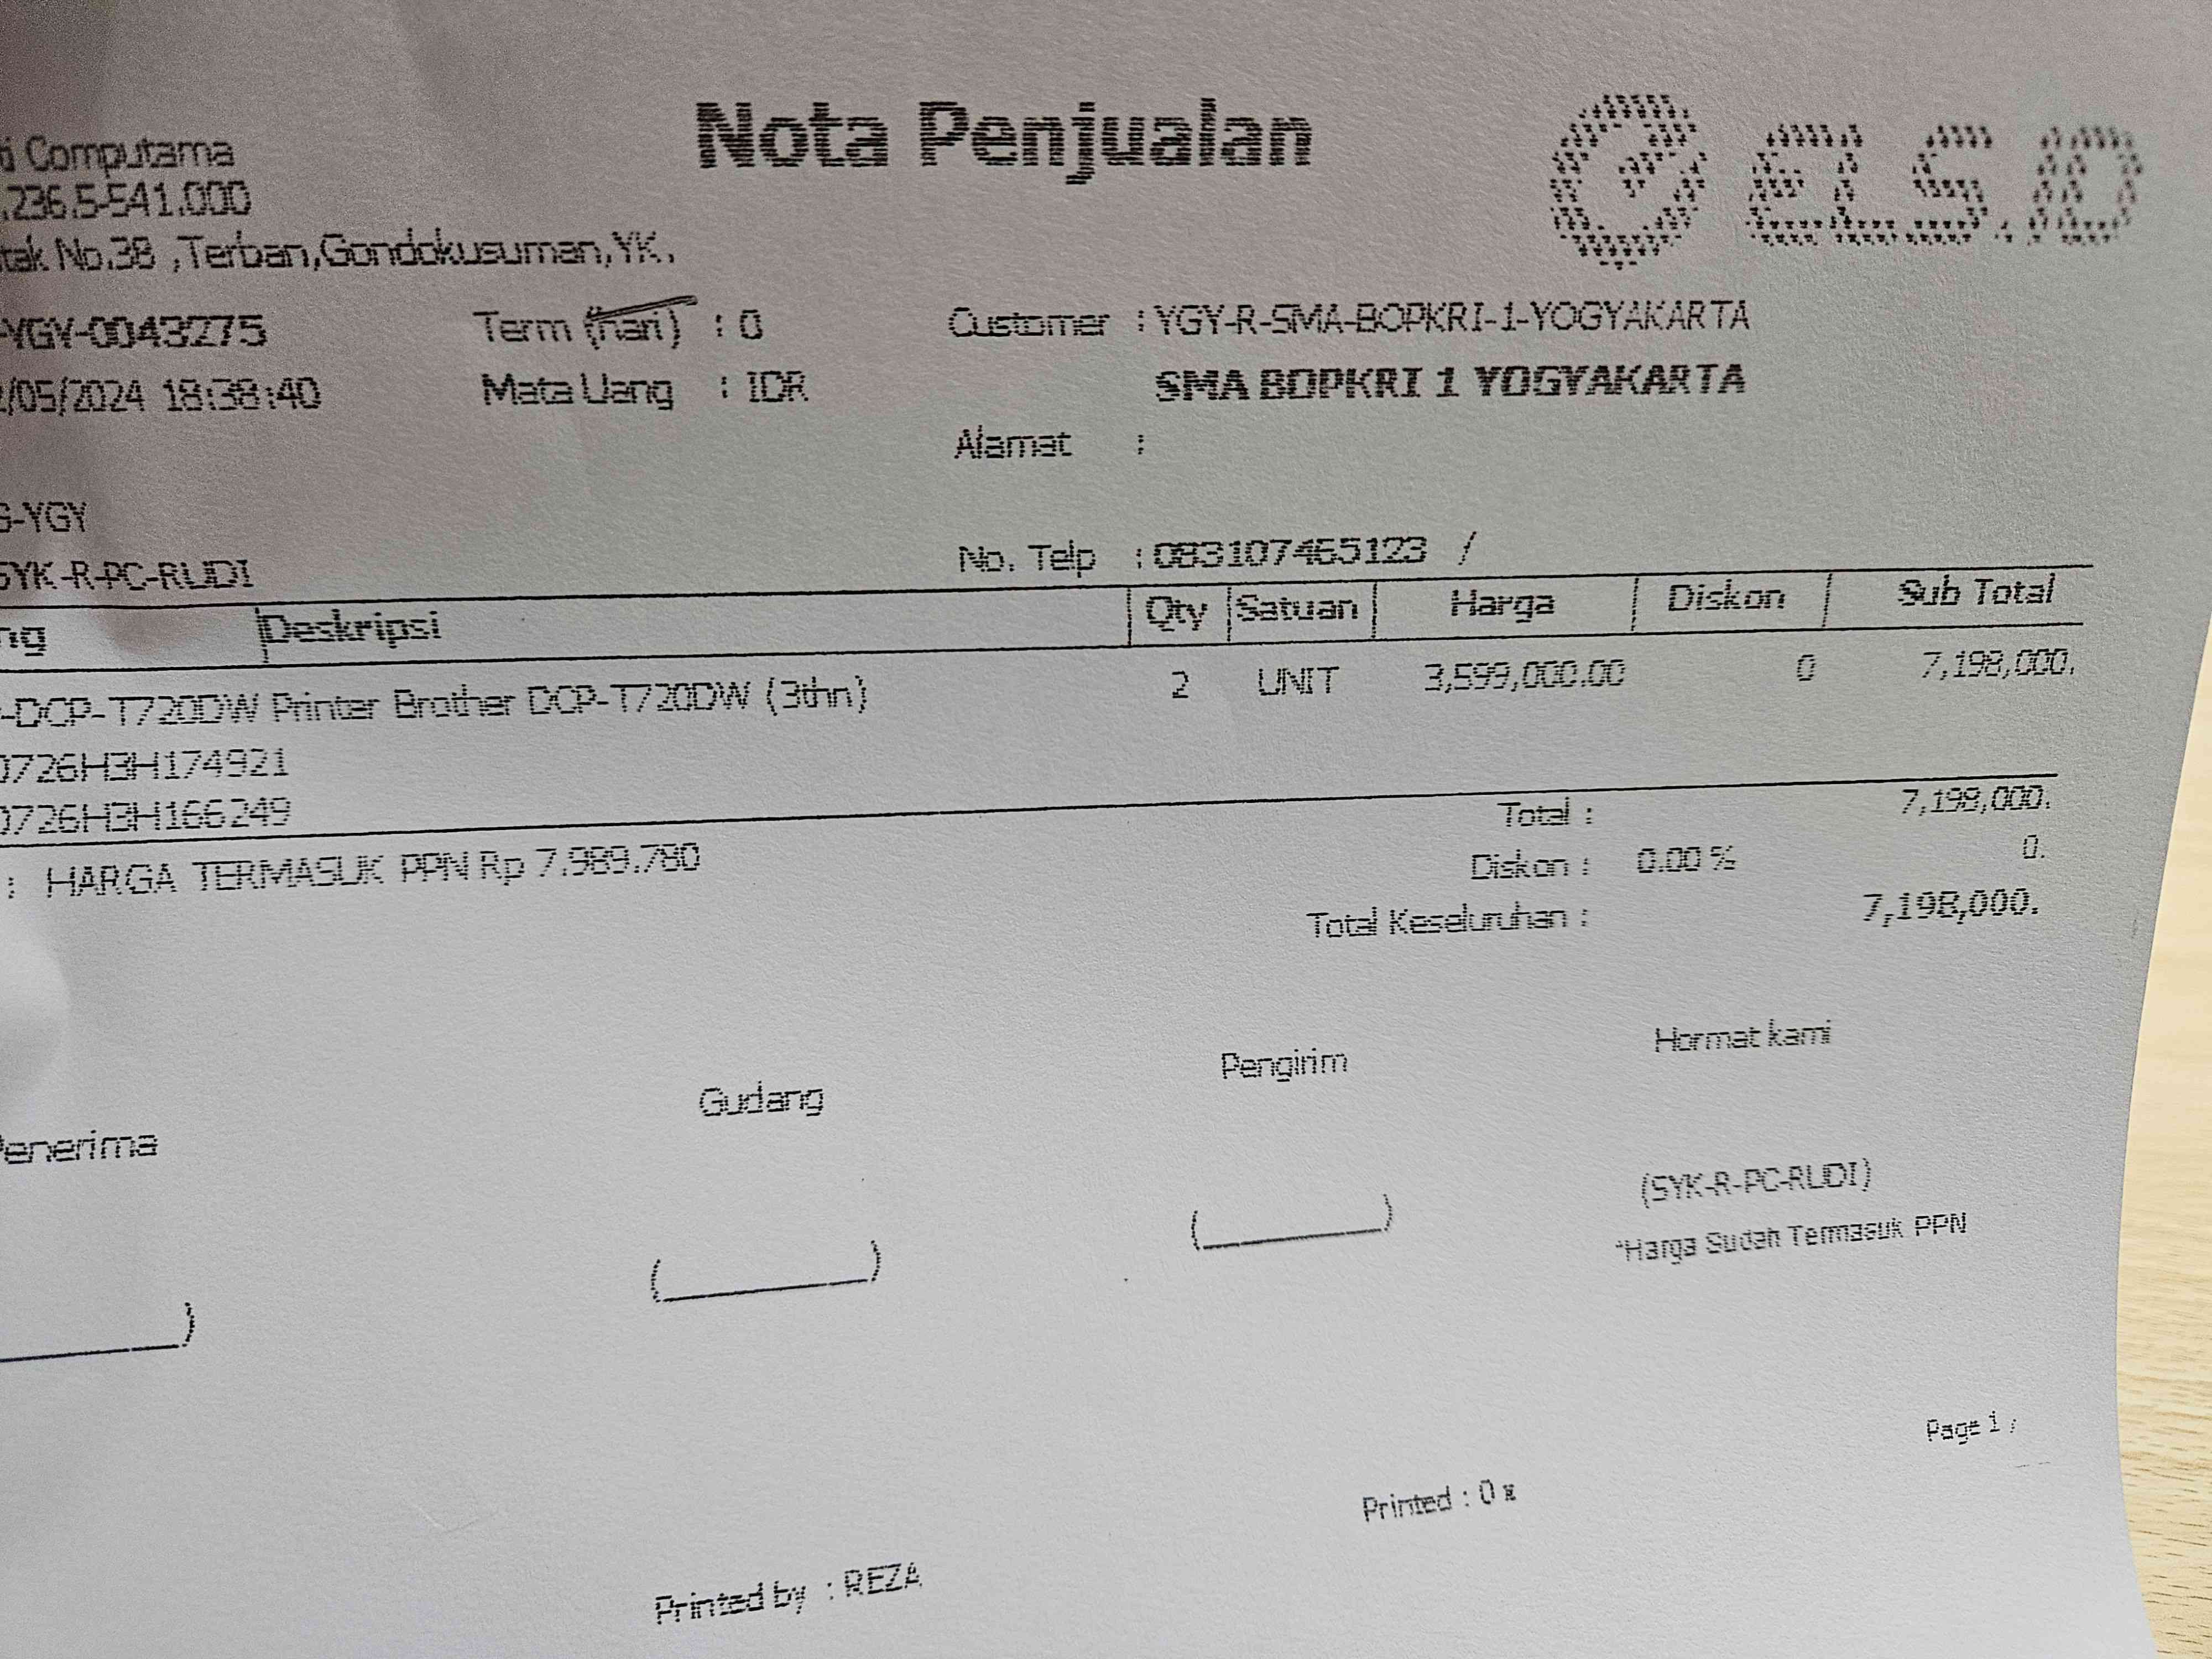 Nota Penjualan
eLS.ID
Computama
.236.5-541.000
No.38 ,Terban,Gondokusuman,YK,
-YGY-0043275 Term (hari) : 0 Customer : YGY-R-SMA-BOPKRI-1-YOGYAKARTA
/05/2024 18:38:40 Mata Uang : IDR SMA BOPKRI 1 YOGYAKARTA
Alamat :
-YGY
SYK-R-PC-RUDI No. Telp : 083107465123 /
ng Deskripsi Qty Satuan Harga Diskon Sub Total
-DCP-T720DW Printer Brother DCP-T720DW (3thn) 2 UNIT 3,599,000.00 0 7,198,000.
0726H3H174921
0726H3H166249
Total : 7,198,000.
: HARGA TERMASUK PPN Rp 7.989.780
Diskon : 0.00 % 0.
Total Keseluruhan : 7,198,000.
Penerima Gudang Pengirim Hormat kami
(SYK-R-PC-RUDI)
*Harga Sudah Termasuk PPN
Page 1 /
Printed by : REZA Printed : 0 x